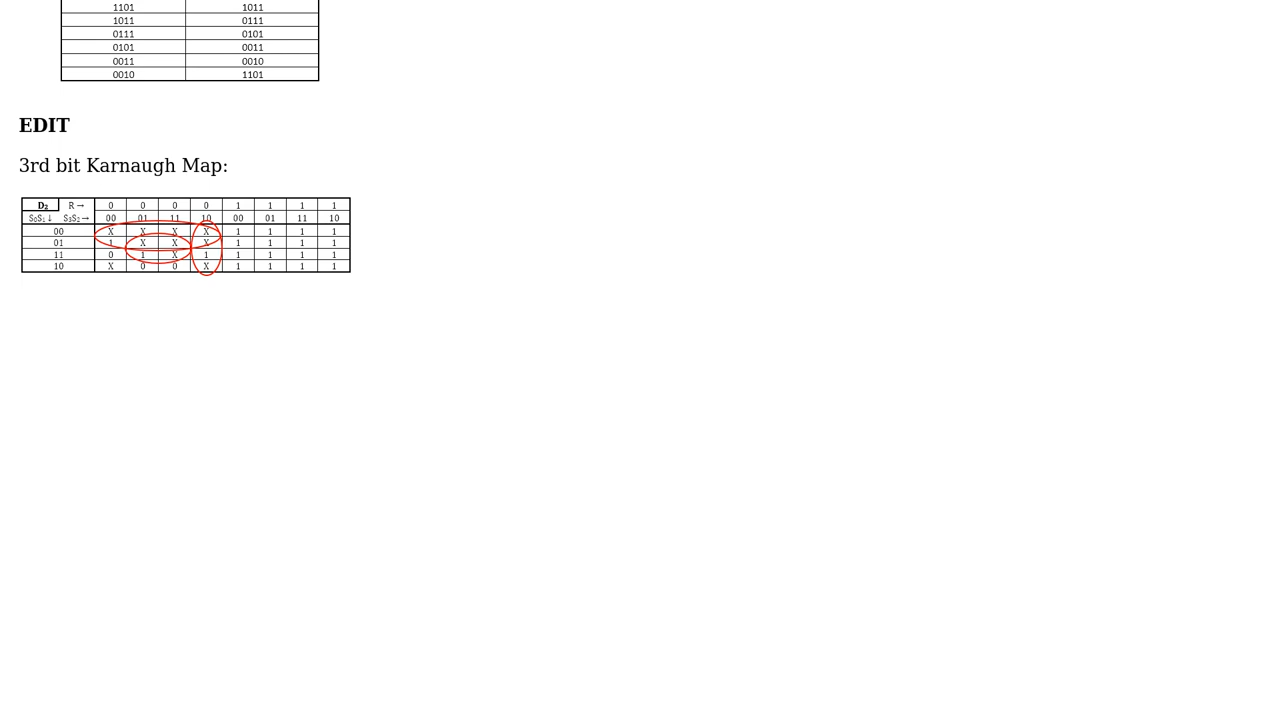 1101 1011
1011 0111
0111 0101
0101 0011
0011 0010
0010 1101
EDIT
3rd bit Karnaugh Map:
D₂ R → 0 0 0 0 1 1 1 1
S₀S₁↓ S₃S₂→ 00 01 11 10 00 01 11 10
00 X X X X 1 1 1 1
01 1 X X X 1 1 1 1
11 0 1 X 1 1 1 1 1
10 X 0 0 X 1 1 1 1